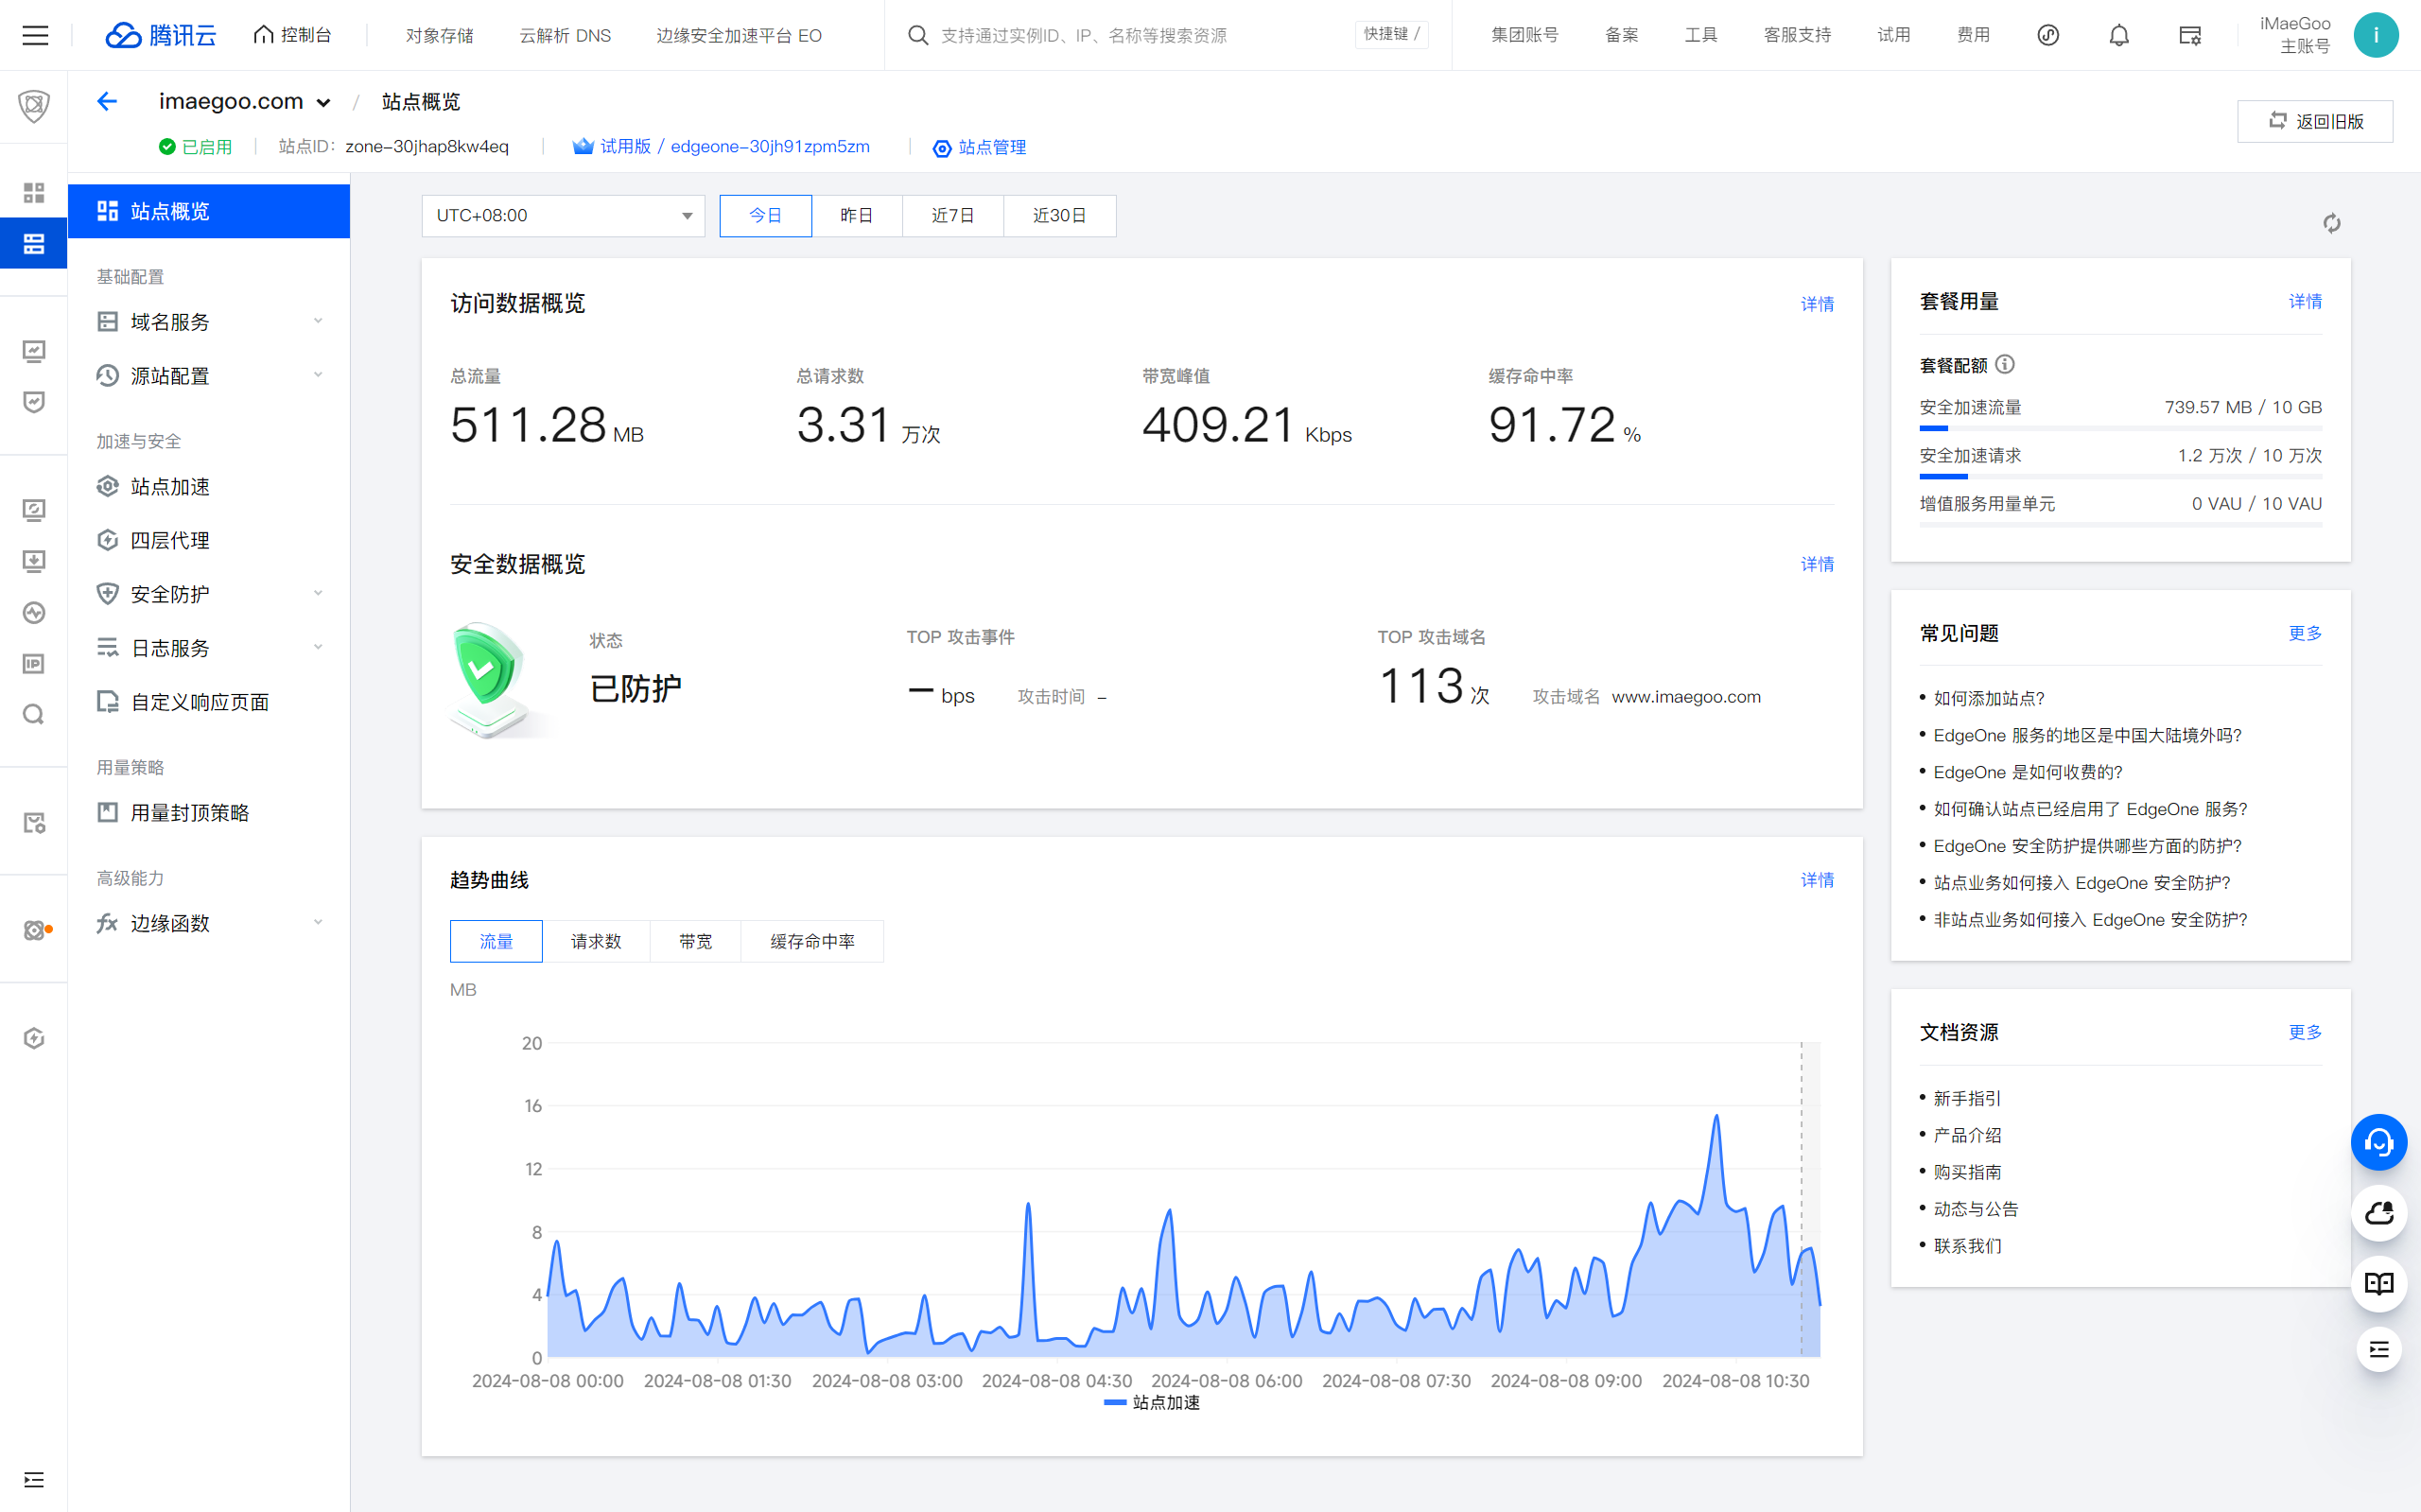 腾讯云
控制台
对象存储
云解析 DNS
边缘安全加速平台 EO
支持通过实例ID、IP、名称等搜索资源
快捷键 /
集团账号
备案
工具
客服支持
试用
费用
iMaeGoo
主账号
i
imaegoo.com / 站点概览
已启用
站点ID: zone-30jhap8kw4eq
试用版 / edgeone-30jh91zpm5zm
站点管理
返回旧版
站点概览
基础配置
域名服务
源站配置
加速与安全
站点加速
四层代理
安全防护
日志服务
自定义响应页面
用量策略
用量封顶策略
高级能力
fx 边缘函数
IP
UTC+08:00
今日
昨日
近7日
近30日
访问数据概览
详情
总流量
511.28 MB
总请求数
3.31 万次
带宽峰值
409.21 Kbps
缓存命中率
91.72 %
安全数据概览
详情
状态
已防护
TOP 攻击事件
– bps
攻击时间 –
TOP 攻击域名
113 次
攻击域名 www.imaegoo.com
趋势曲线
详情
流量
请求数
带宽
缓存命中率
MB
20
16
12
8
4
0
2024-08-08 00:00
2024-08-08 01:30
2024-08-08 03:00
2024-08-08 04:30
2024-08-08 06:00
2024-08-08 07:30
2024-08-08 09:00
2024-08-08 10:30
站点加速
套餐用量
详情
套餐配额
安全加速流量 739.57 MB / 10 GB
安全加速请求 1.2 万次 / 10 万次
增值服务用量单元 0 VAU / 10 VAU
常见问题
更多
• 如何添加站点?
• EdgeOne 服务的地区是中国大陆境外吗?
• EdgeOne 是如何收费的?
• 如何确认站点已经启用了 EdgeOne 服务?
• EdgeOne 安全防护提供哪些方面的防护?
• 站点业务如何接入 EdgeOne 安全防护?
• 非站点业务如何接入 EdgeOne 安全防护?
文档资源
更多
• 新手指引
• 产品介绍
• 购买指南
• 动态与公告
• 联系我们